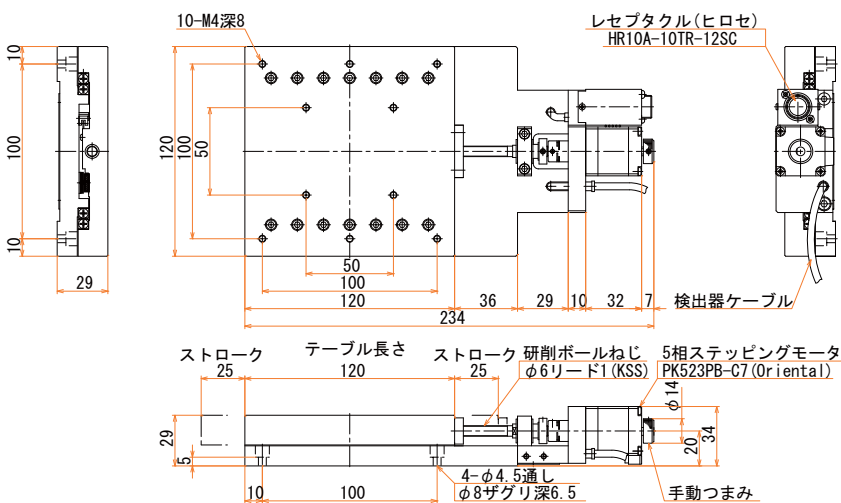 10-M4深8
レセプタクル(ヒロセ)
HR10A-10TR-12SC
10
100
10
29
120
100
50
50
100
120
36
29
10
32
7
234
検出器ケーブル
ストローク
テーブル長さ
ストローク
研削ボールねじ
φ6リード1(KSS)
5相ステッピングモータ
PK523PB-C7(Oriental)
25
120
25
φ14
29
5
20
34
10
100
4-φ4.5通し
φ8ザグリ深6.5
手動つまみ